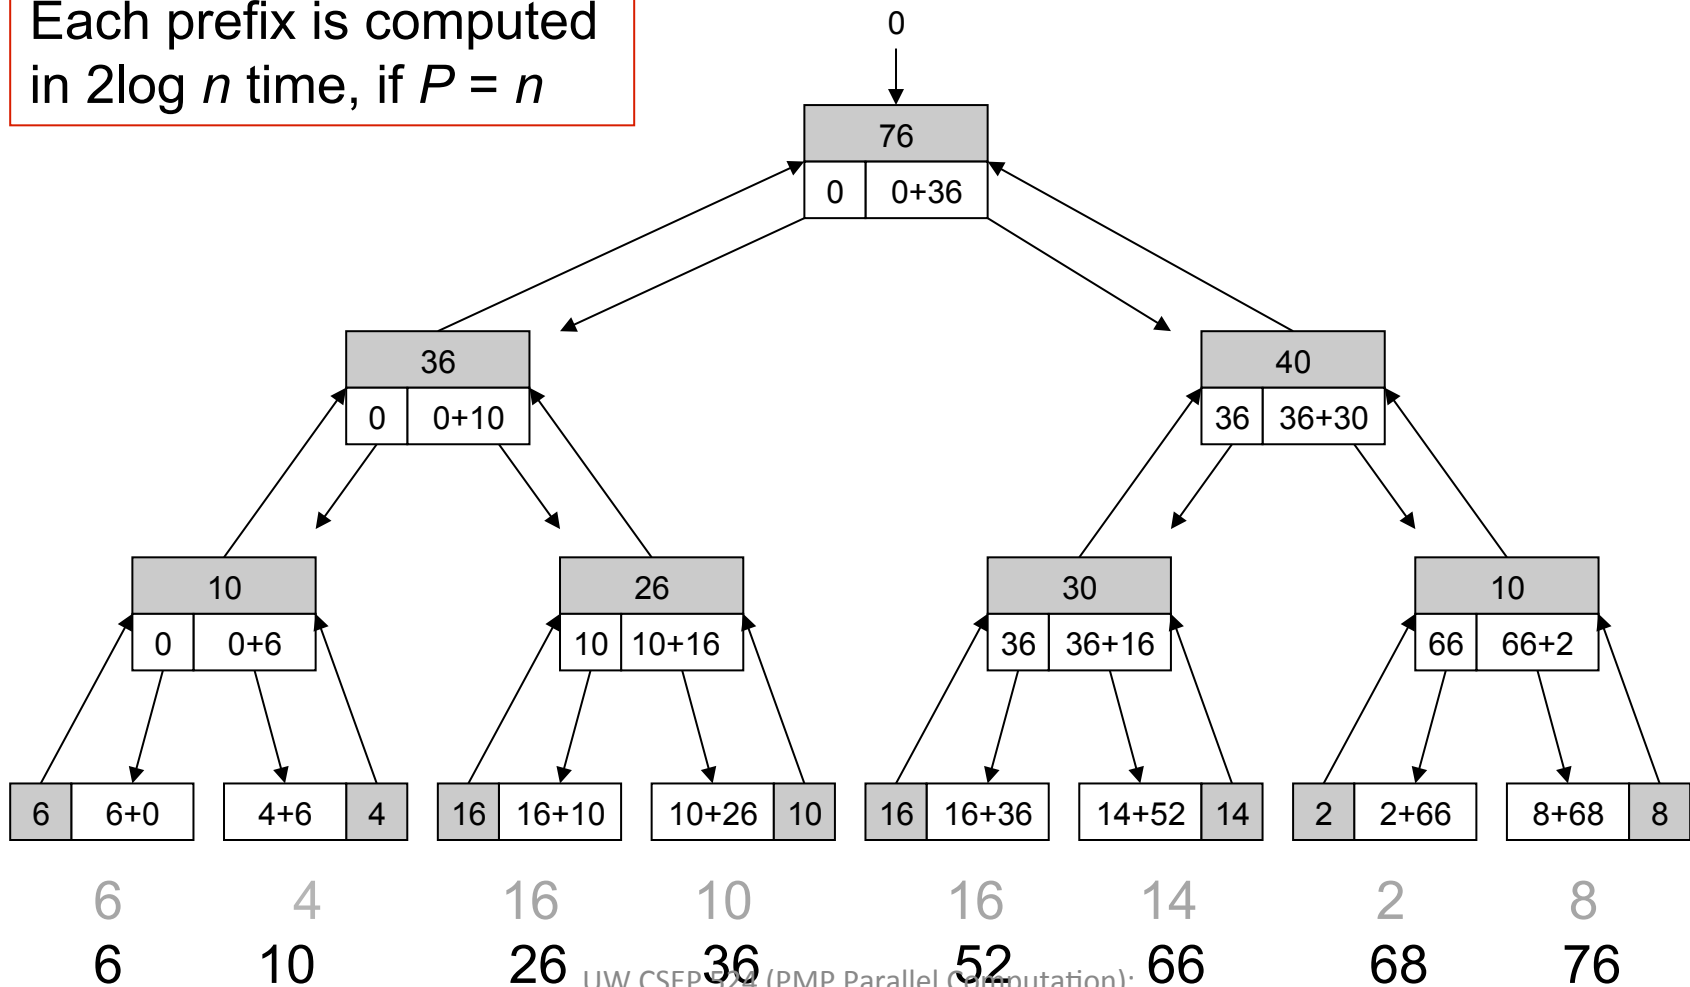 Each prefix is computed
in 2log n time, if P = n
0
76
0 0+36
36 40
0 0+10 36 36+30
10 26 30 10
0 0+6 10 10+16 36 36+16 66 66+2
6 6+0 4+6 4 16 16+10 10+26 10 16 16+36 14+52 14 2 2+66 8+68 8
6 4 16 10 16 14 2 8
6 10 26 36 52 66 68 76
UW CSEP 524 (PMP Parallel Computation):